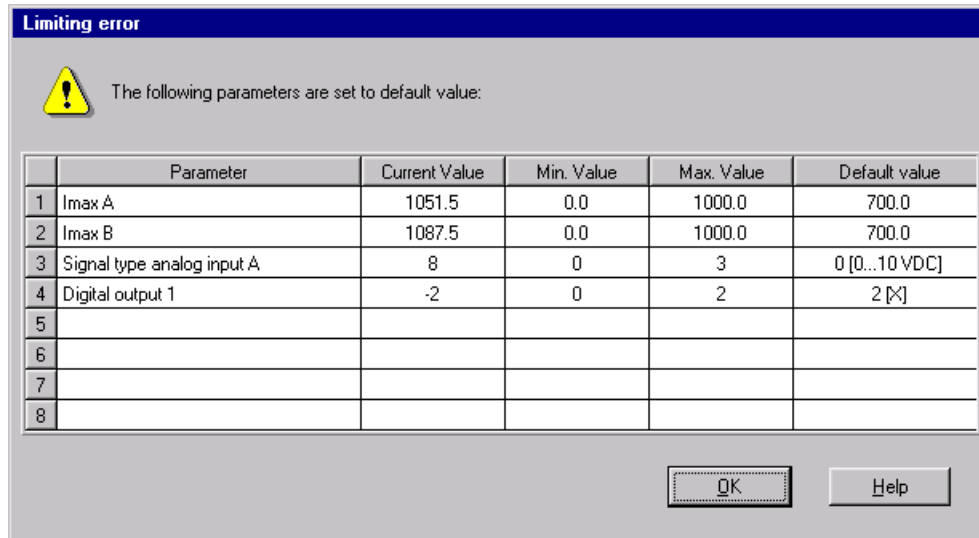 Limiting error
The following parameters are set to default value:
Parameter Current Value Min. Value Max. Value Default value
1 Imax A 1051.5 0.0 1000.0 700.0
2 Imax B 1087.5 0.0 1000.0 700.0
3 Signal type analog input A 8 0 3 0 [0...10 VDC]
4 Digital output 1 -2 0 2 2 [X]
5
6
7
8
OK Help